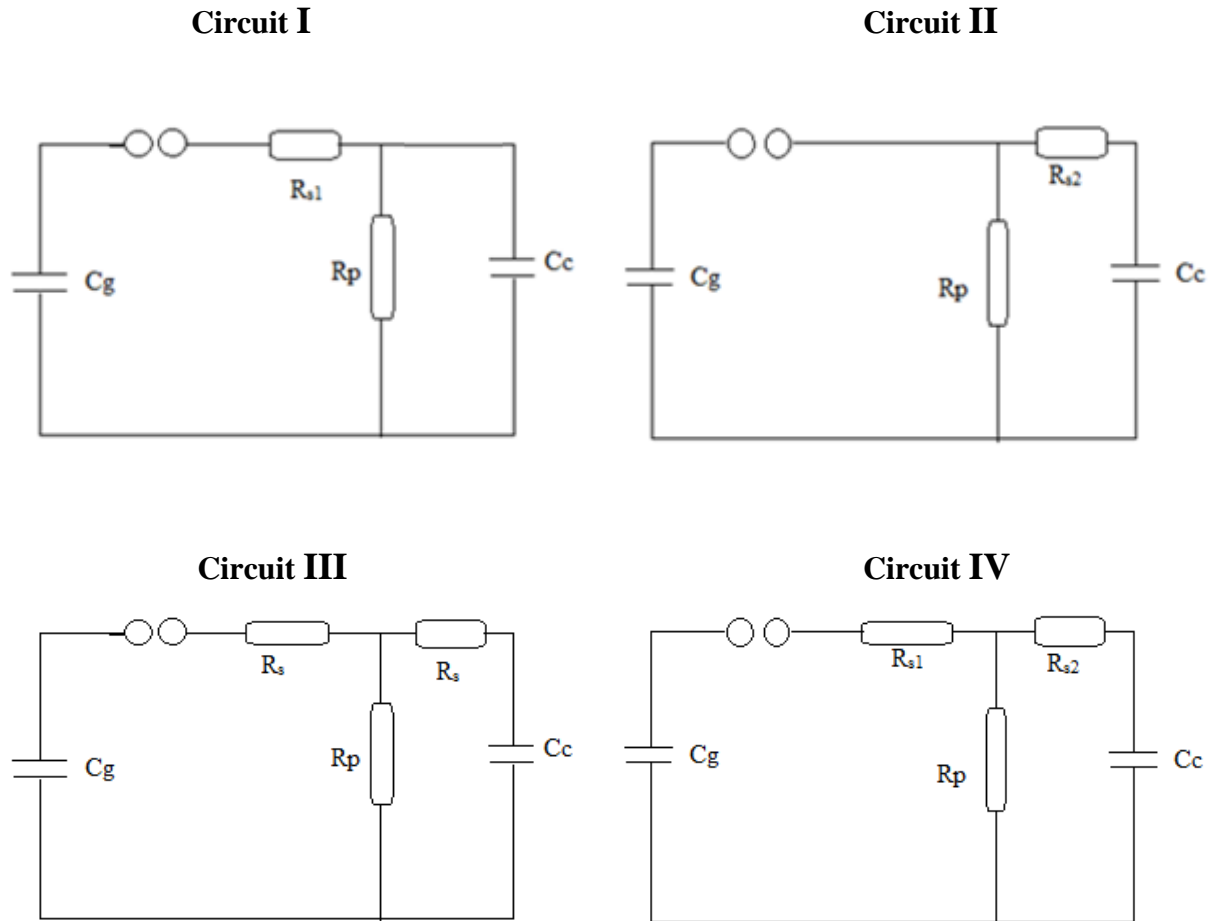 Circuit I
Circuit II
Rs1
Rs2
Rp
Cc
Cg
Cg
Rp
Cc
Circuit III
Circuit IV
Rs
Rs
Rs1
Rs2
Rp
Cc
Cg
Cg
Rp
Cc